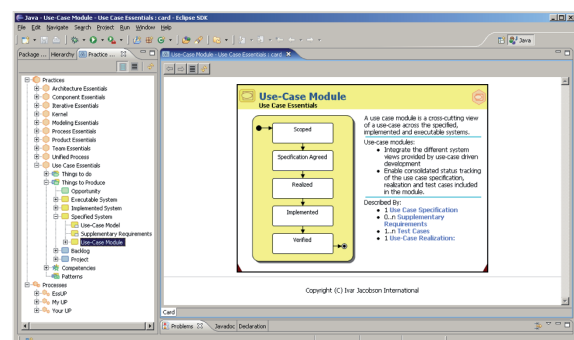 Java - Use-Case Module - Use Case Essentials : card - Eclipse SDK
File Edit Navigate Search Project Run Window Help
Java
Package ... Hierarchy Practice ...
Use-Case Module - Use Case Essentials : card
Practices
Architecture Essentials
Component Essentials
Iterative Essentials
Kernel
Modeling Essentials
Process Essentials
Product Essentials
Team Essentials
Unified Process
Use Case Essentials
Things to do
Things to Produce
Opportunity
Executable System
Implemented System
Specified System
Use-Case Model
Supplementary Requirements
Use-Case Module
Backlog
Project
Competencies
Patterns
Processes
EssUP
My UP
Your UP
Use-Case Module
Use Case Essentials
Scoped
Specification Agreed
Realized
Implemented
Verified
A use case module is a cross-cutting view
of a use-case across the specified,
implemented and executable systems.
Use-case modules:
• Integrate the different system
views provided by use-case driven
development
• Enable consolidated status tracking
of the use case specification,
realization and test cases included
in the module.
Described By:
• 1 Use Case Specification
• 0..n Supplementary
Requirements
• 1..n Test Cases
• 1 Use-Case Realization:
Copyright (C) Ivar Jacobson International
Card
Problems Javadoc Declaration